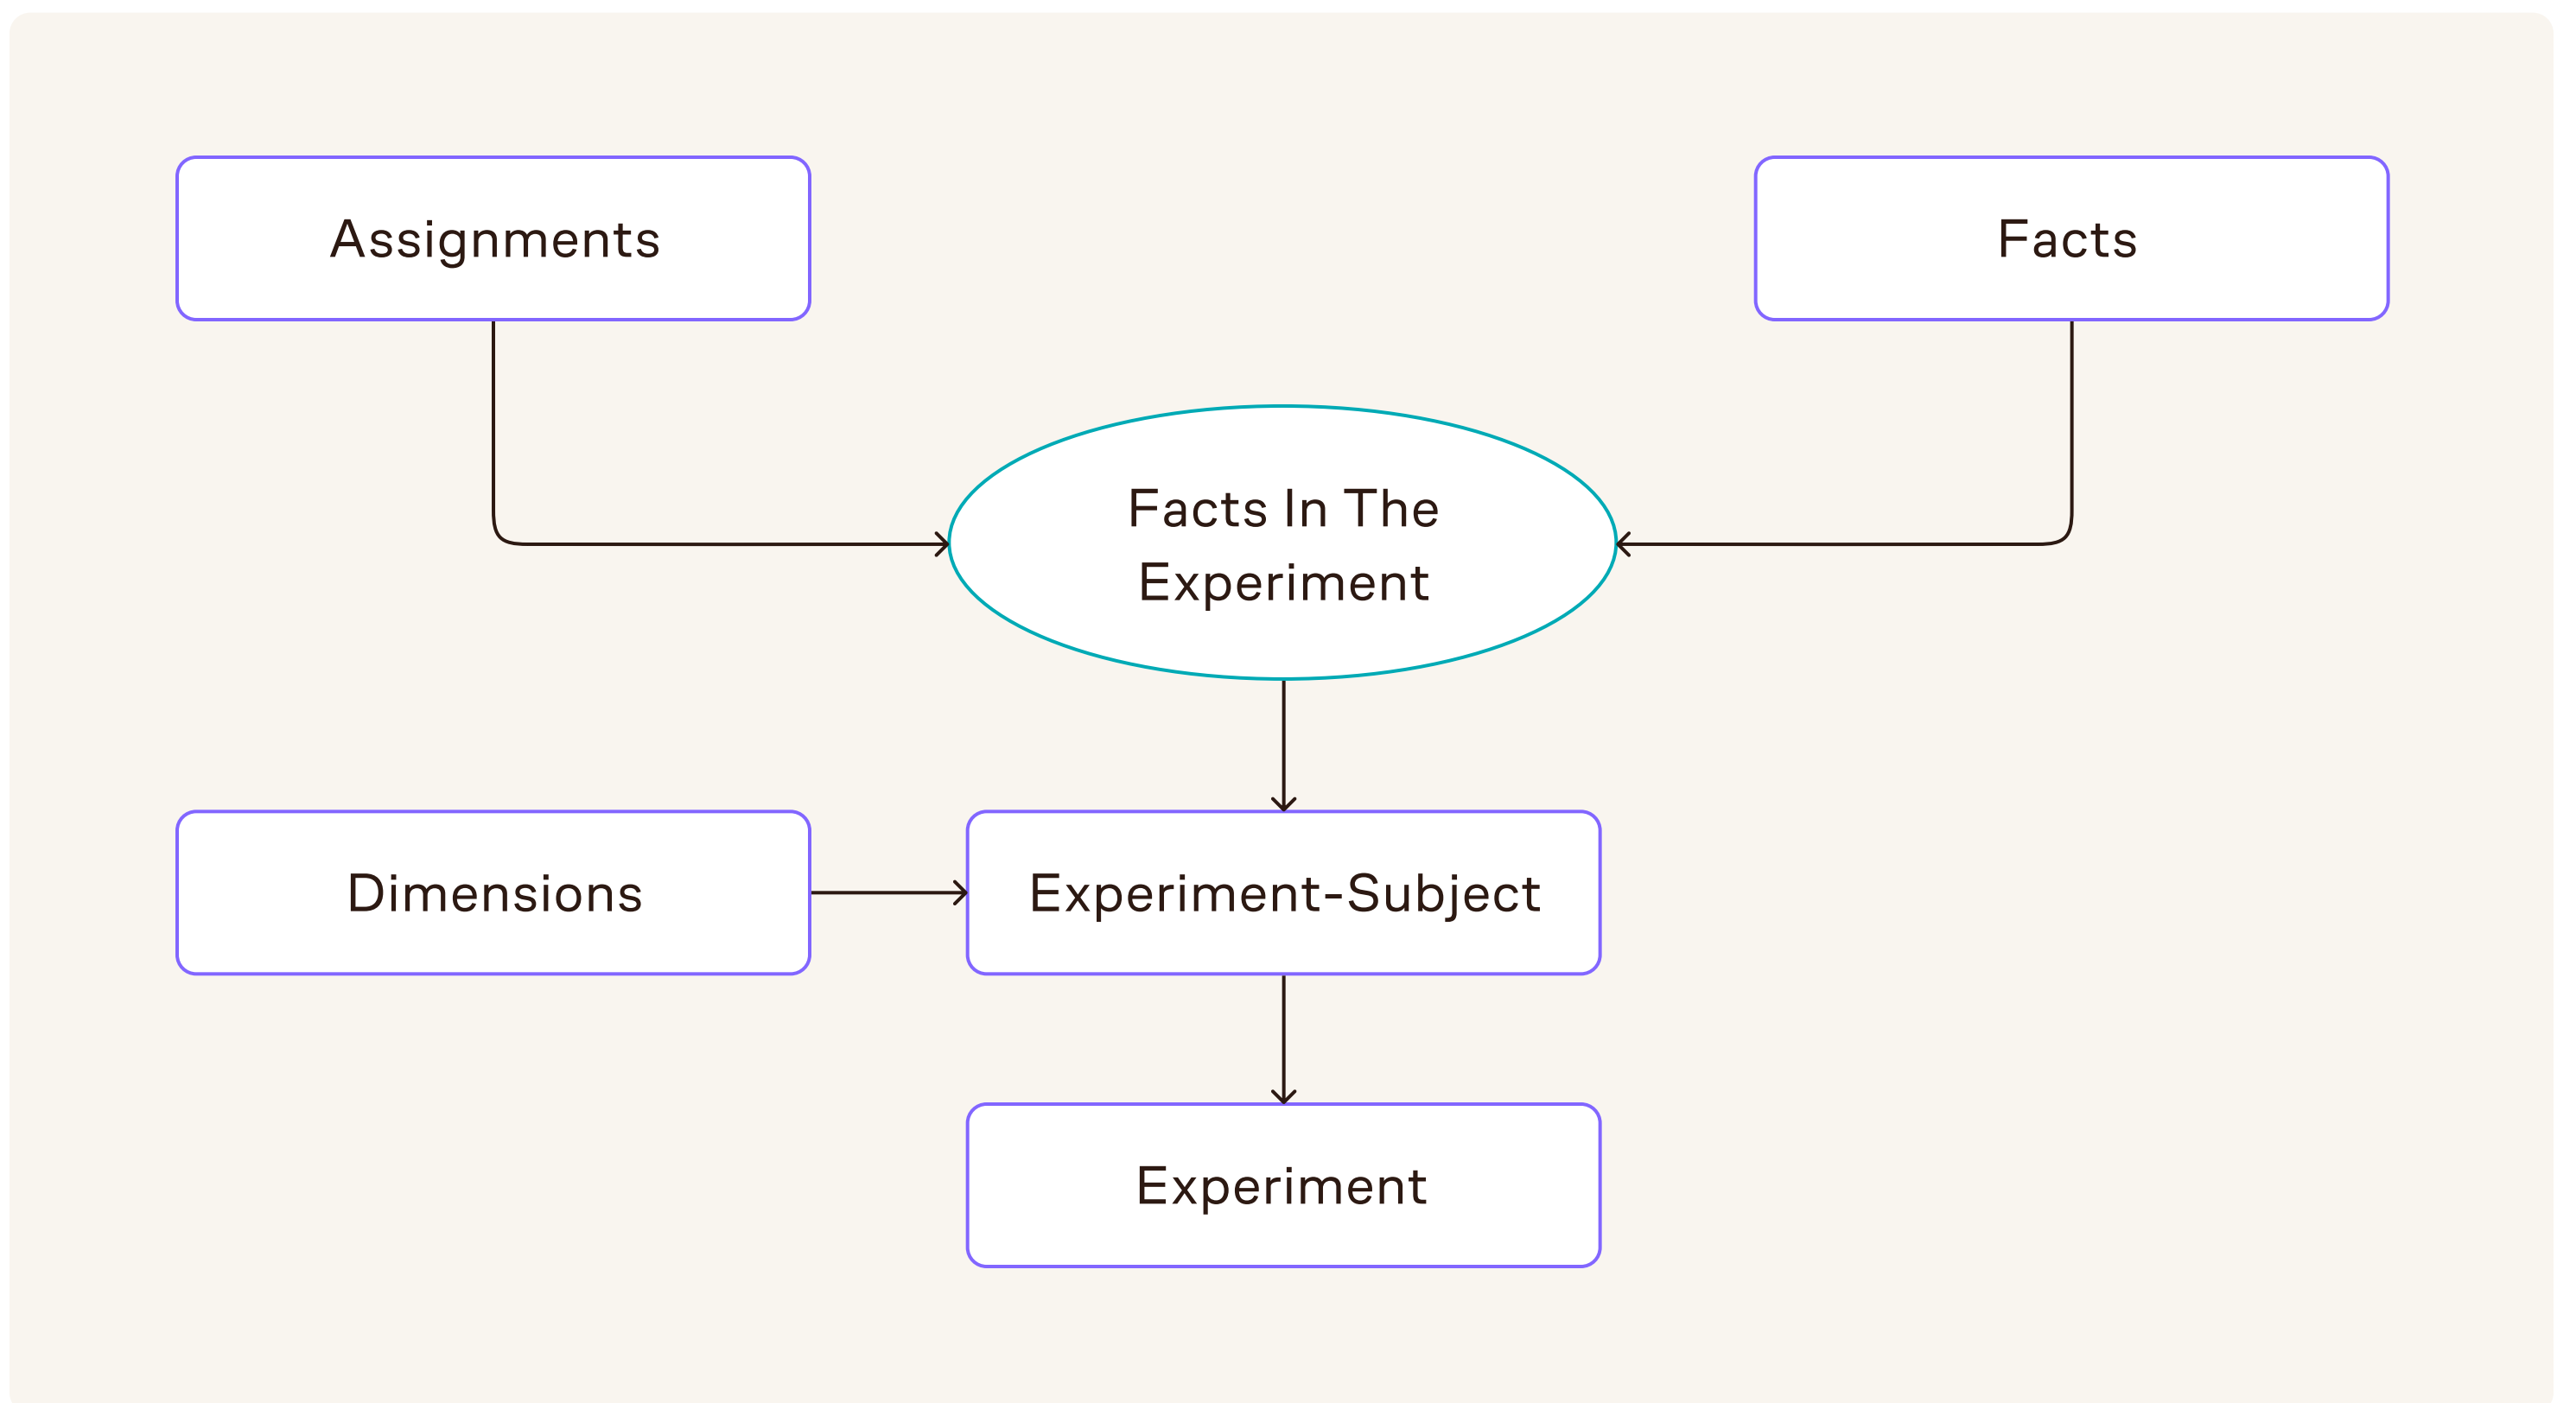 Assignments
Facts
Facts In The
Experiment
Dimensions
Experiment-Subject
Experiment